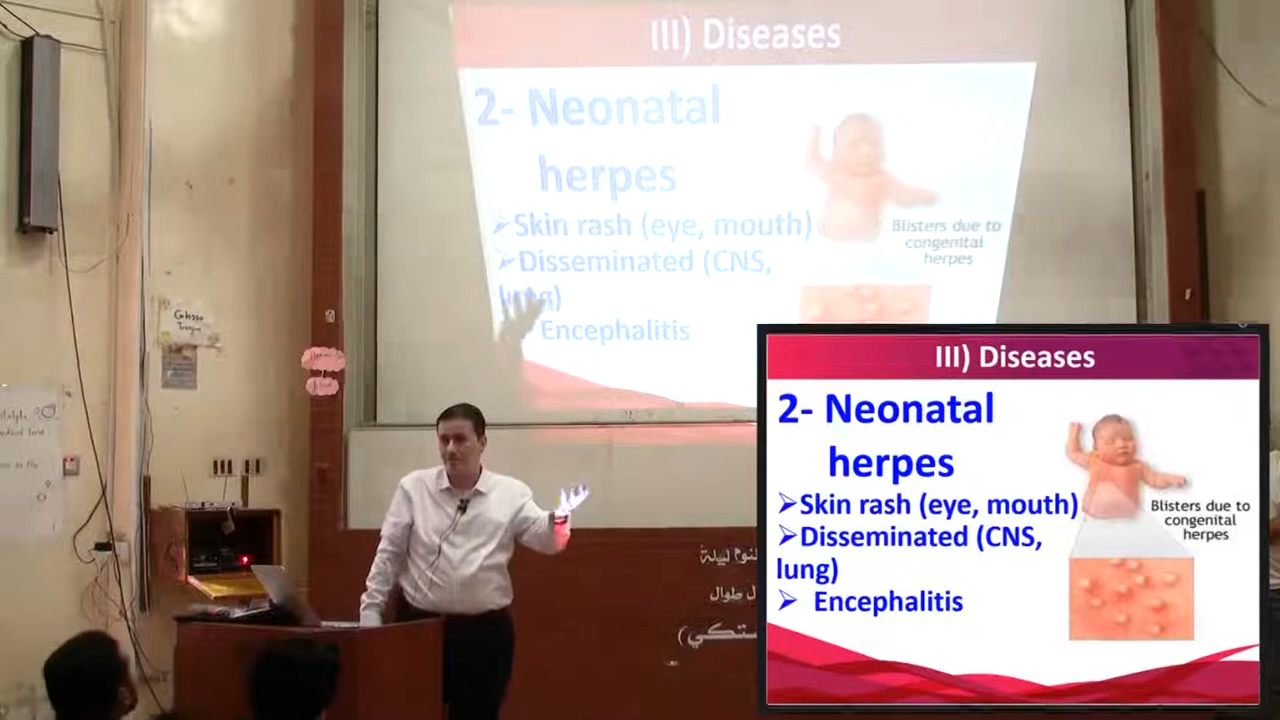 III) Diseases
2- Neonatal
herpes
➢Skin rash (eye, mouth)
➢Disseminated (CNS,
lung)
Encephalitis
Blisters due to
congenital
herpes
III) Diseases
2- Neonatal
herpes
➢Skin rash (eye, mouth)
➢Disseminated (CNS,
lung)
➢ Encephalitis
Blisters due to
congenital
herpes
طوال